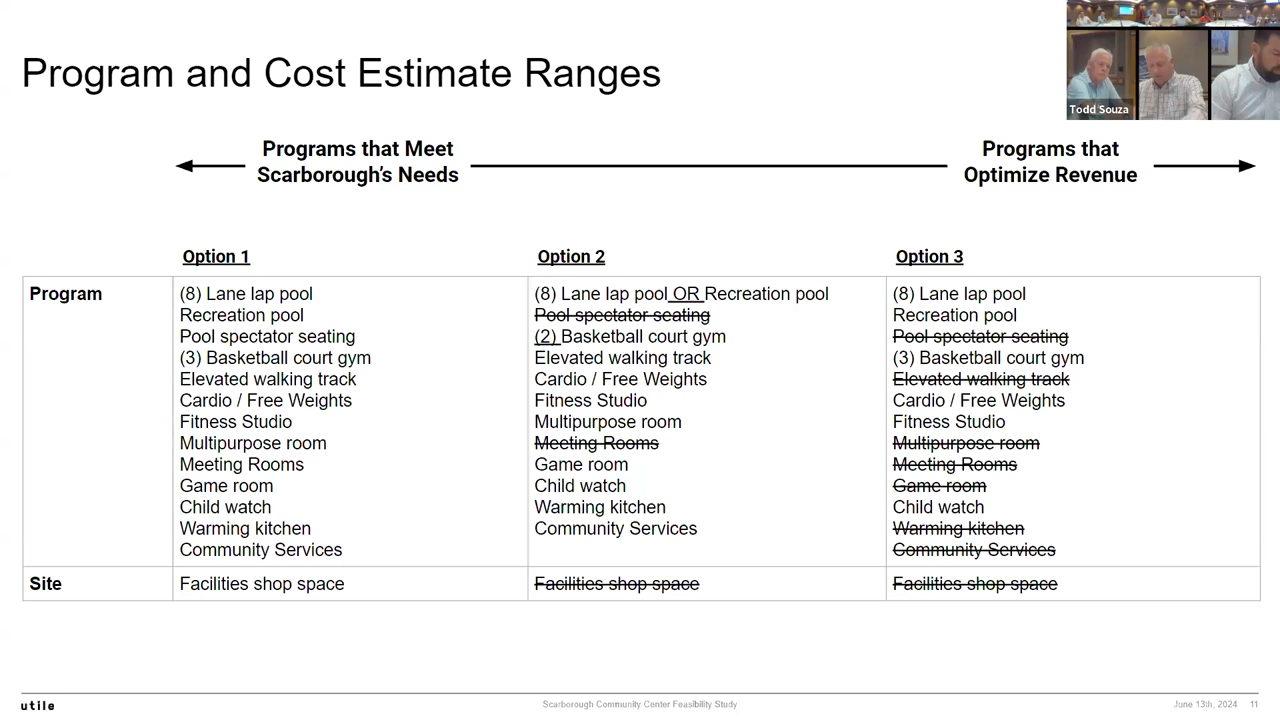 Program and Cost Estimate Ranges
Todd Souza
Programs that Meet
Scarborough's Needs
Programs that
Optimize Revenue
Option 1
Option 2
Option 3
Program
(8) Lane lap pool
Recreation pool
Pool spectator seating
(3) Basketball court gym
Elevated walking track
Cardio / Free Weights
Fitness Studio
Multipurpose room
Meeting Rooms
Game room
Child watch
Warming kitchen
Community Services
(8) Lane lap pool OR Recreation pool
Pool spectator seating
(2) Basketball court gym
Elevated walking track
Cardio / Free Weights
Fitness Studio
Multipurpose room
Meeting Rooms
Game room
Child watch
Warming kitchen
Community Services
(8) Lane lap pool
Recreation pool
Pool spectator seating
(3) Basketball court gym
Elevated walking track
Cardio / Free Weights
Fitness Studio
Multipurpose room
Meeting Rooms
Game room
Child watch
Warming kitchen
Community Services
Site
Facilities shop space
Facilities shop space
Facilities shop space
utile
Scarborough Community Center Feasibility Study
June 13th, 2024 11